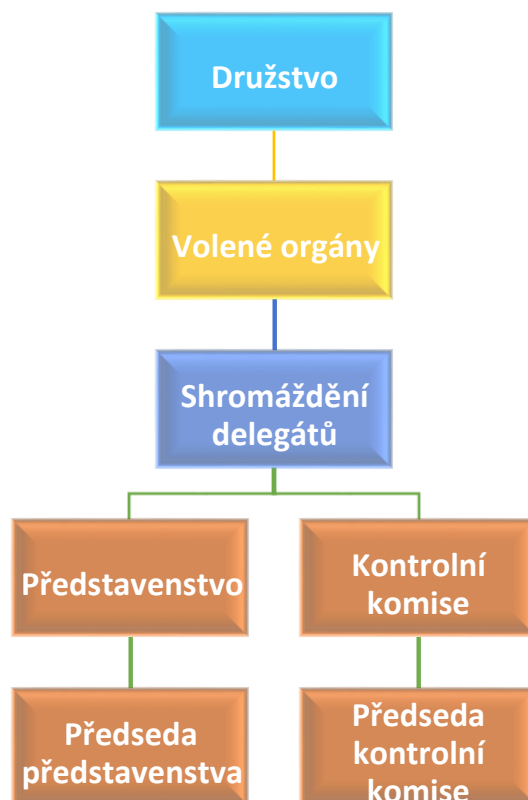 Družstvo
Volené orgány
Shromáždění
delegátů
Představenstvo
Kontrolní
komise
Předseda
představenstva
Předseda
kontrolní
komise